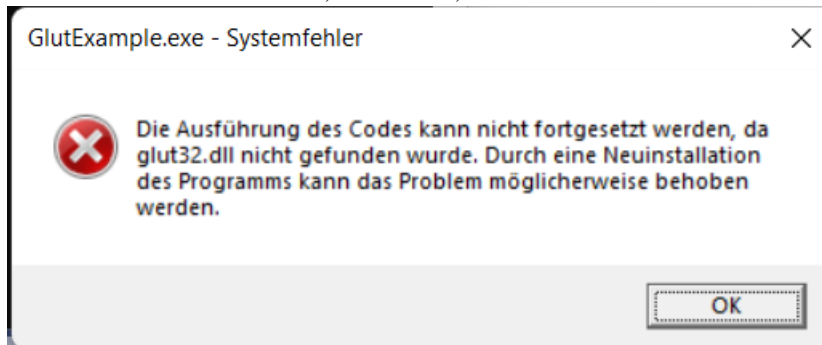 GlutExample.exe - Systemfehler
Die Ausführung des Codes kann nicht fortgesetzt werden, da
glut32.dll nicht gefunden wurde. Durch eine Neuinstallation
des Programms kann das Problem möglicherweise behoben
werden.
OK